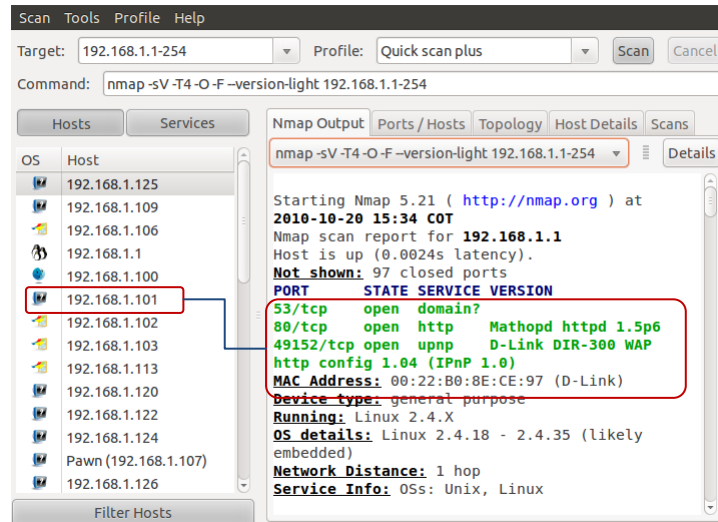 Scan Tools Profile Help
Target: 192.168.1.1-254 Profile: Quick scan plus Scan Cancel
Command: nmap -sV -T4 -O -F --version-light 192.168.1.1-254
Hosts Services
OS Host
192.168.1.125
192.168.1.109
192.168.1.106
192.168.1.1
192.168.1.100
192.168.1.101
192.168.1.102
192.168.1.103
192.168.1.113
192.168.1.120
192.168.1.122
192.168.1.124
Pawn (192.168.1.107)
192.168.1.126
Filter Hosts
Nmap Output Ports / Hosts Topology Host Details Scans
nmap -sV -T4 -O -F --version-light 192.168.1.1-254 Details
Starting Nmap 5.21 ( http://nmap.org ) at
2010-10-20 15:34 COT
Nmap scan report for 192.168.1.1
Host is up (0.0024s latency).
Not shown: 97 closed ports
PORT STATE SERVICE VERSION
53/tcp open domain?
80/tcp open http Mathopd httpd 1.5p6
49152/tcp open upnp D-Link DIR-300 WAP
http config 1.04 (IPnP 1.0)
MAC Address: 00:22:B0:8E:CE:97 (D-Link)
Device type: general purpose
Running: Linux 2.4.X
OS details: Linux 2.4.18 - 2.4.35 (likely
embedded)
Network Distance: 1 hop
Service Info: OSs: Unix, Linux